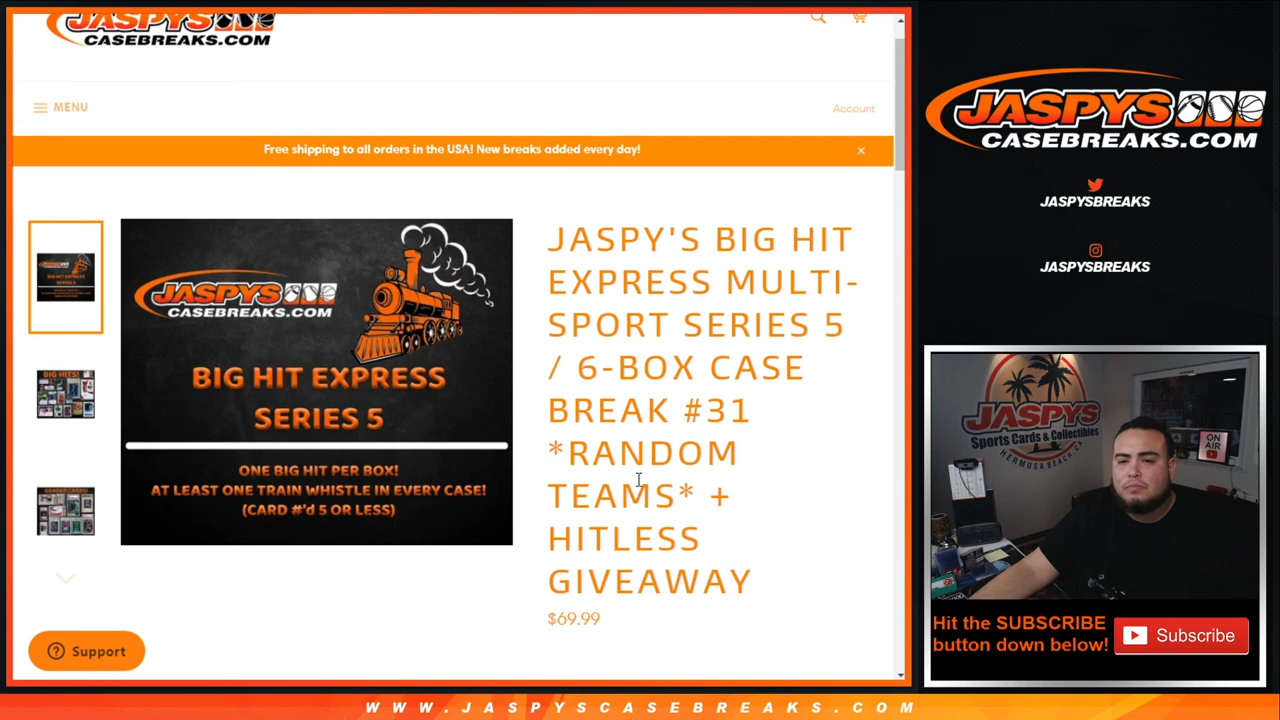 JASPYS
CASEBREAKS.COM
MENU
Account
Free shipping to all orders in the USA! New breaks added every day!
×
JASPYS
CASEBREAKS.COM
BIG HIT EXPRESS
SERIES 5
ONE BIG HIT PER BOX!
AT LEAST ONE TRAIN WHISTLE IN EVERY CASE!
(CARD #'d 5 OR LESS)
BIG HITS!
JASPY'S BIG HIT
EXPRESS MULTI-
SPORT SERIES 5
/ 6-BOX CASE
BREAK #31
*RANDOM
TEAMS* +
HITLESS
GIVEAWAY
$69.99
Support
JASPYS
CASEBREAKS.COM
JASPYSBREAKS
JASPYSBREAKS
JASPYS
Sports Cards & Collectibles
HERMOSA BEACH, CA
ON
AIR
Hit the SUBSCRIBE
button down below!
Subscribe
WWW.JASPYSCASEBREAKS.COM